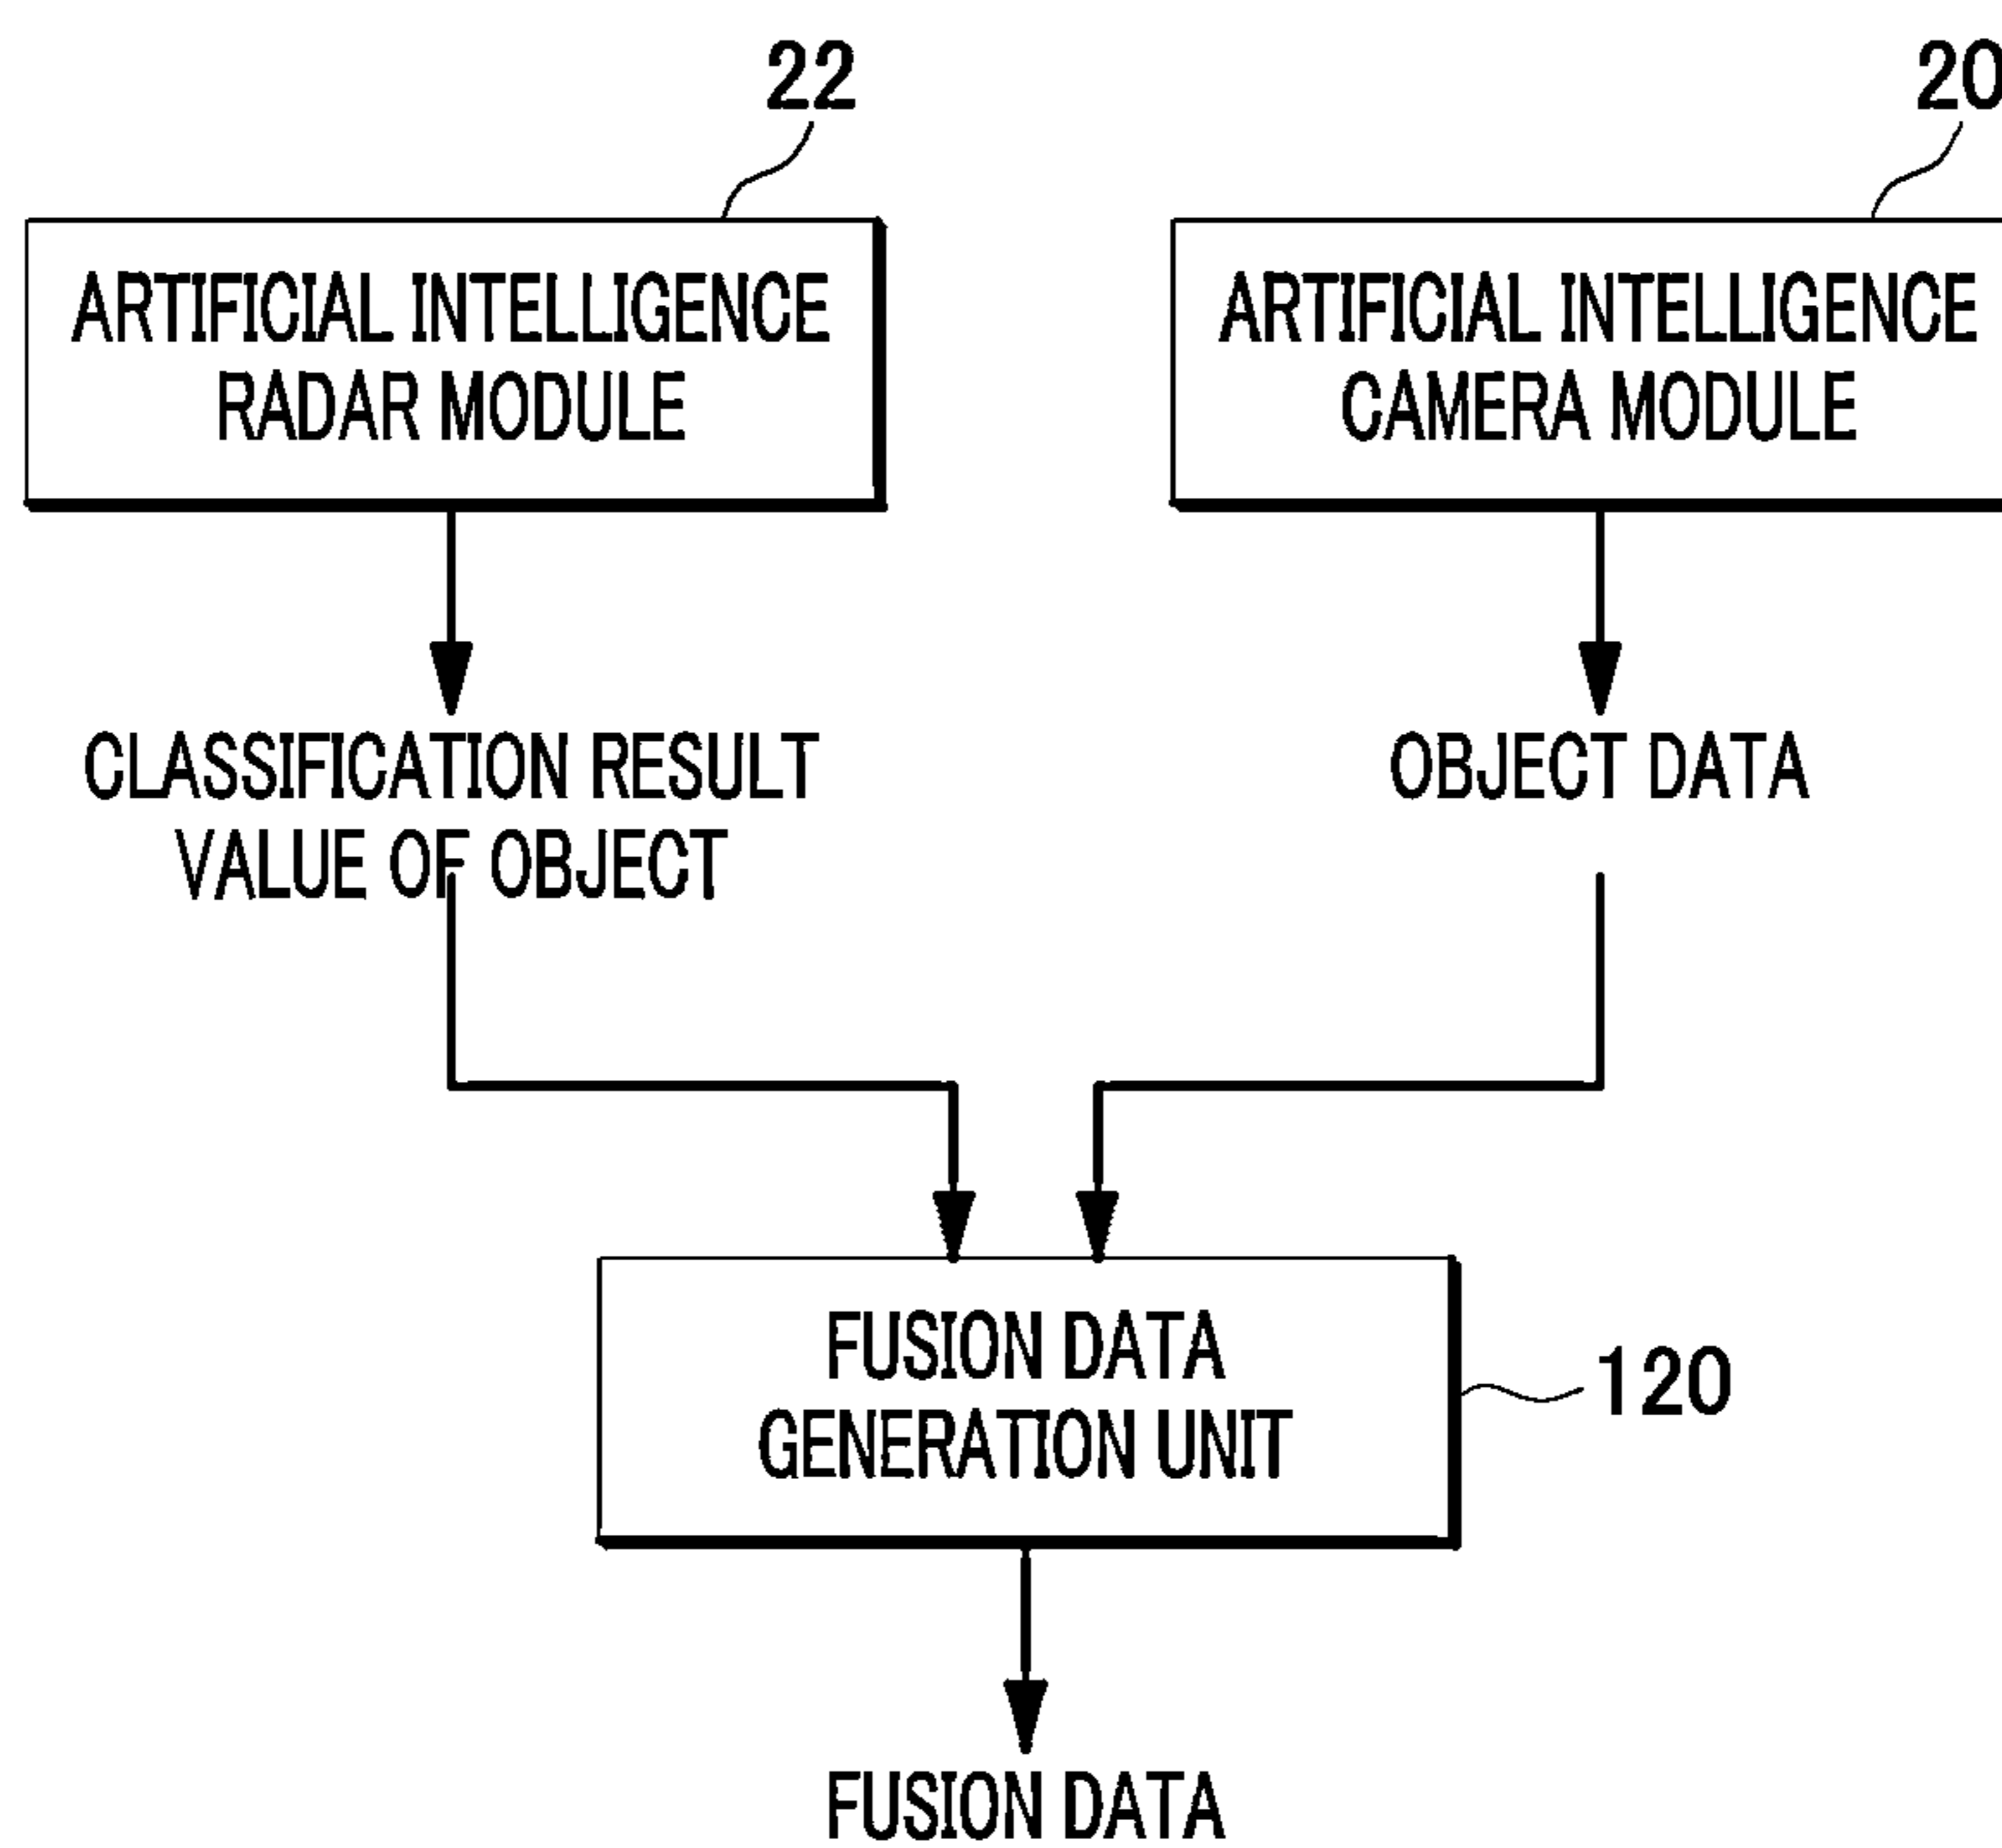 22
20
ARTIFICIAL INTELLIGENCE
RADAR MODULE
ARTIFICIAL INTELLIGENCE
CAMERA MODULE
CLASSIFICATION RESULT
VALUE OF OBJECT
OBJECT DATA
FUSION DATA
GENERATION UNIT
120
FUSION DATA